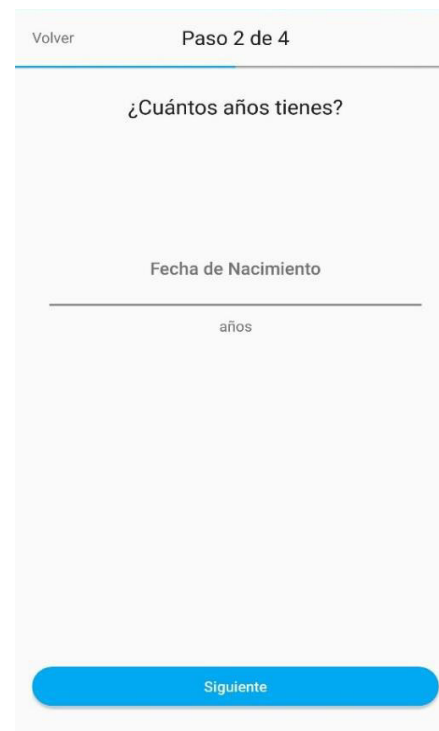 Volver Paso 2 de 4
¿Cuántos años tienes?
Fecha de Nacimiento
años
Siguiente